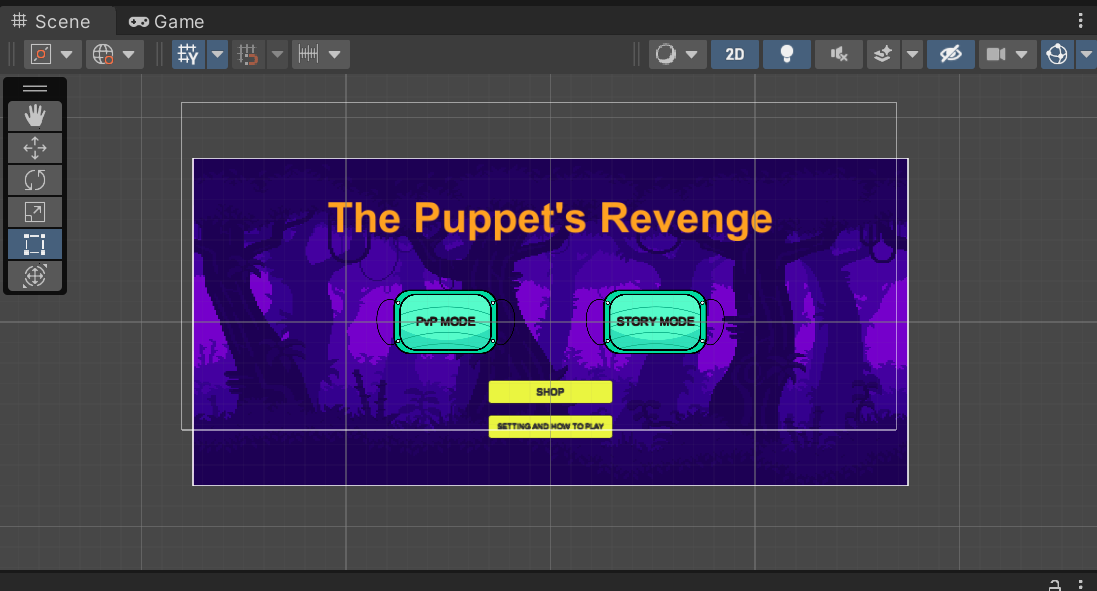 Scene
Game
2D
The Puppet's Revenge
PvP MODE
STORY MODE
SHOP
SETTING AND HOW TO PLAY